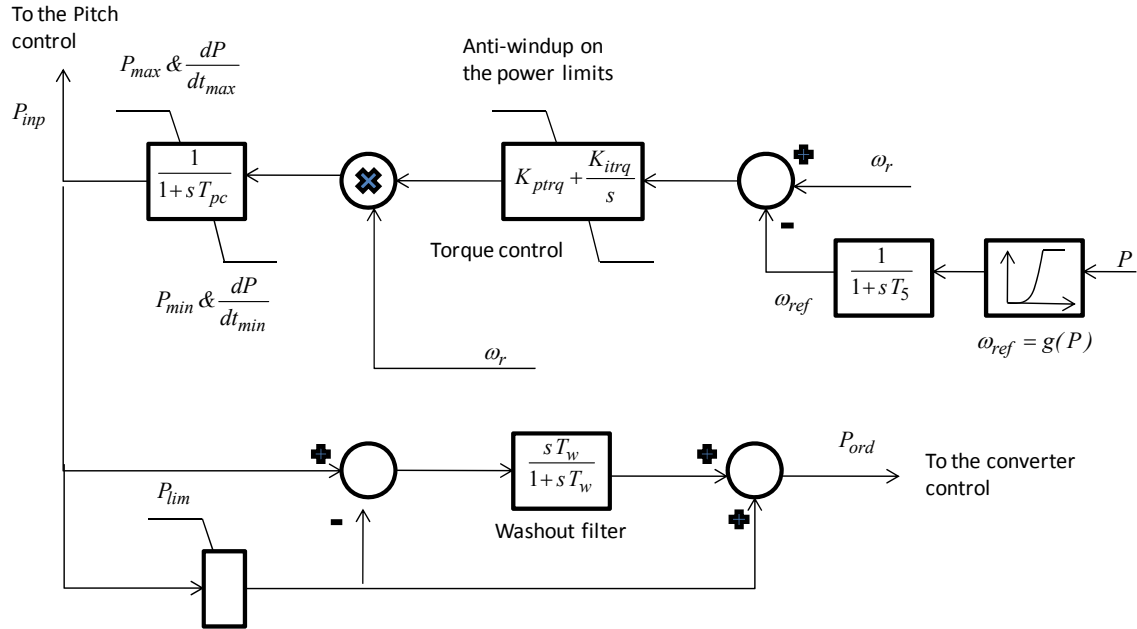 To the Pitch
control
P_inp
P_max & dP/dt_max
1/(1 + sT_pc)
P_min & dP/dt_min
Anti-windup on
the power limits
K_ptrq + K_itrq/s
Torque control
ω_r
ω_r
1/(1 + sT_5)
ω_ref
P
ω_ref = g(P)
P_lim
sT_w/(1 + sT_w)
Washout filter
P_ord
To the converter
control